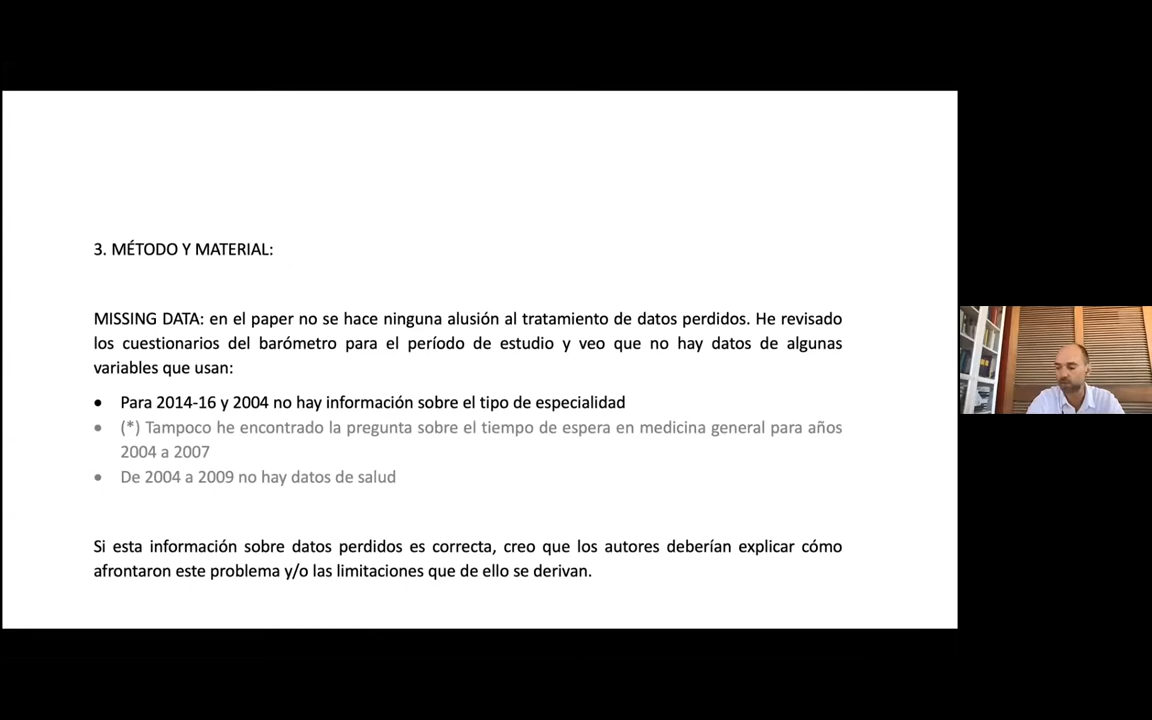 3. MÉTODO Y MATERIAL:
MISSING DATA: en el paper no se hace ninguna alusión al tratamiento de datos perdidos. He revisado
los cuestionarios del barómetro para el período de estudio y veo que no hay datos de algunas
variables que usan:
• Para 2014-16 y 2004 no hay información sobre el tipo de especialidad
• (*) Tampoco he encontrado la pregunta sobre el tiempo de espera en medicina general para años
2004 a 2007
• De 2004 a 2009 no hay datos de salud
Si esta información sobre datos perdidos es correcta, creo que los autores deberían explicar cómo
afrontaron este problema y/o las limitaciones que de ello se derivan.